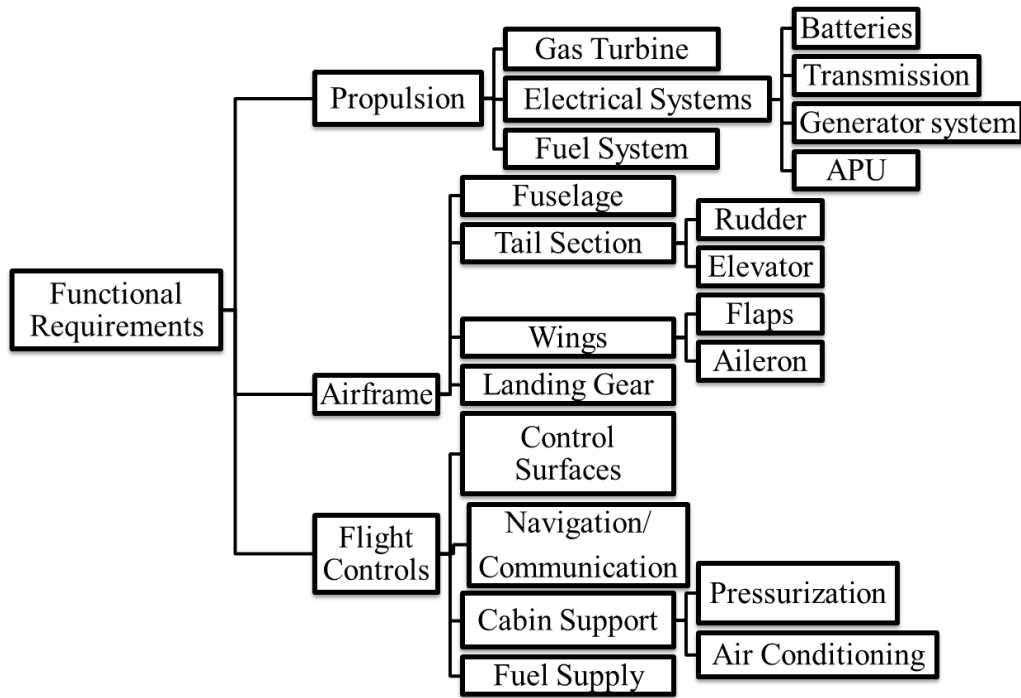 Functional
Requirements
Propulsion
Gas Turbine
Electrical Systems
Batteries
Transmission
Generator system
APU
Fuel System
Airframe
Fuselage
Tail Section
Rudder
Elevator
Wings
Flaps
Aileron
Landing Gear
Flight
Controls
Control
Surfaces
Navigation/
Communication
Cabin Support
Pressurization
Air Conditioning
Fuel Supply